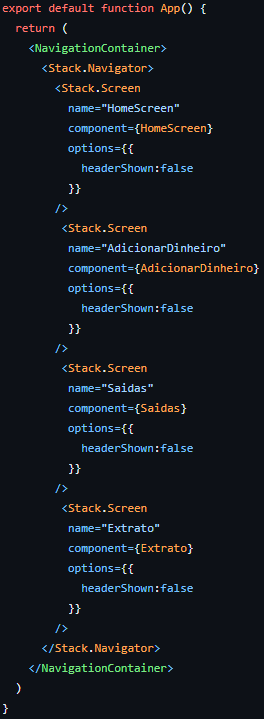 export default function App() {
  return (
    <NavigationContainer>
      <Stack.Navigator>
        <Stack.Screen
          name="HomeScreen"
          component={HomeScreen}
          options={{
            headerShown:false
          }}
        />
         <Stack.Screen
          name="AdicionarDinheiro"
          component={AdicionarDinheiro}
          options={{
            headerShown:false
          }}
        />
         <Stack.Screen
          name="Saidas"
          component={Saidas}
          options={{
            headerShown:false
          }}
        />
         <Stack.Screen
          name="Extrato"
          component={Extrato}
          options={{
            headerShown:false
          }}
        />
      </Stack.Navigator>
    </NavigationContainer>
  )
}